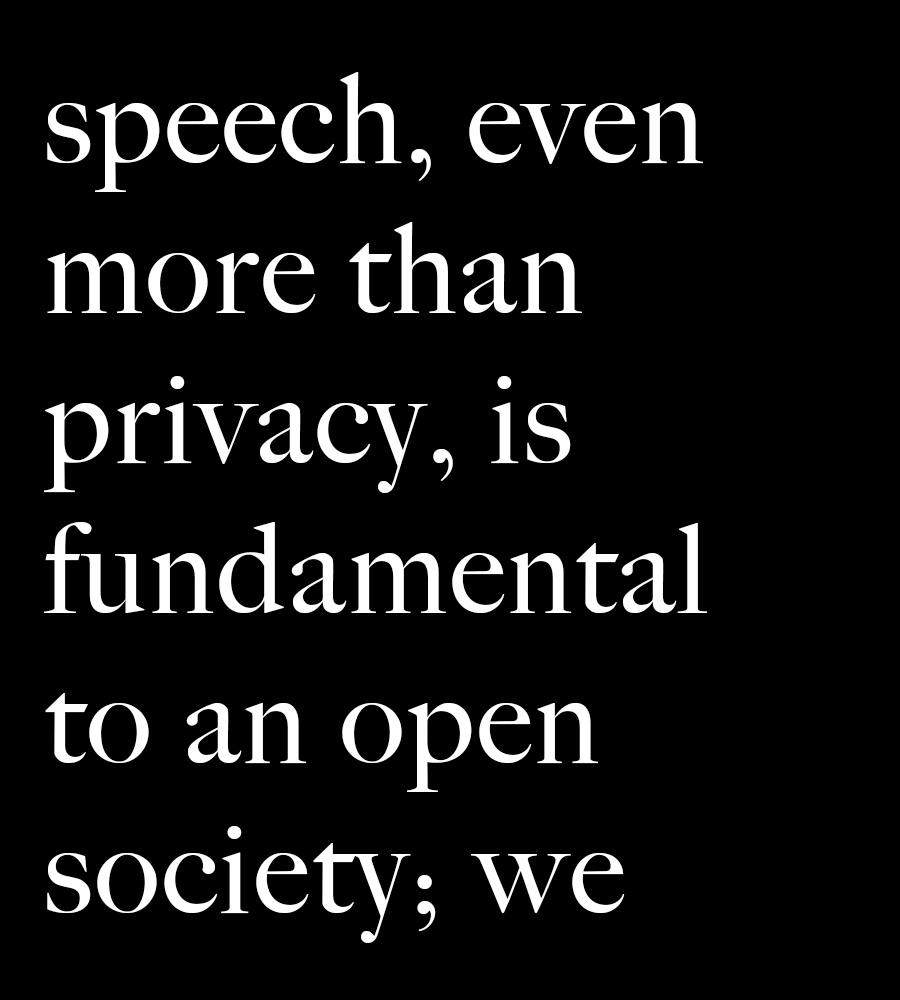 speech, even
more than
privacy, is
fundamental
to an open
society; we